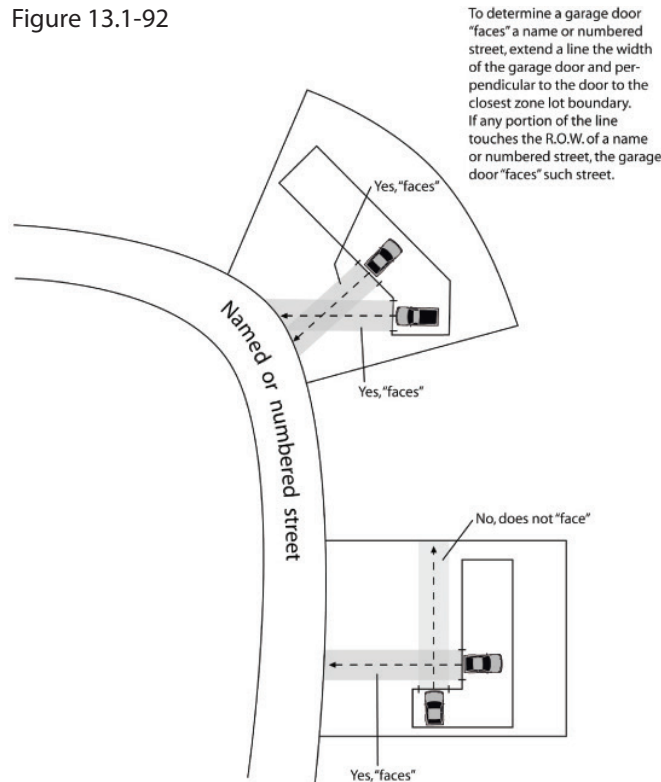 Figure 13.1-92
To determine a garage door
"faces" a name or numbered
street, extend a line the width
of the garage door and per-
pendicular to the door to the
closest zone lot boundary.
If any portion of the line
touches the R.O.W. of a name
or numbered street, the garage
door "faces" such street.
Yes, "faces"
Named or numbered street
Yes, "faces"
No, does not "face"
Yes, "faces"